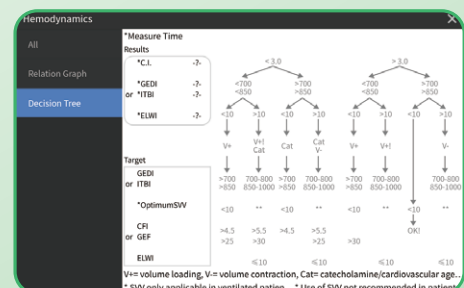 Hemodynamics ×
All
Relation Graph
Decision Tree
*Measure Time
Results
*C.I. -?- <3.0 >3.0
*GEDI -?- <700 >700 <700 >700
or *ITBI -?- <850 >850 <850 >850
*ELWI -?- <10 >10 <10 >10 <10 >10 <10 >10
V+ V+! Cat Cat V+ V+! V-
Cat V-
Target
GEDI >700 700-800 >700 700-800 >700 700-800 700-800
or ITBI >850 850-1000 >850 850-1000 >850 850-1000 850-1000
*OptimumSVV <10 ** <10 ** <10 ** <10 **
CFI >4.5 >5.5 >4.5 >5.5 OK!
or GEF >25 >30 >25 >30
ELWI ≤10 ≤10 ≤10 ≤10
V+= volume loading, V-= volume contraction, Cat= catecholamine/cardiovascular age...
* SVV only applicable in ventilated patien... * Use of SVV not recommended in patient